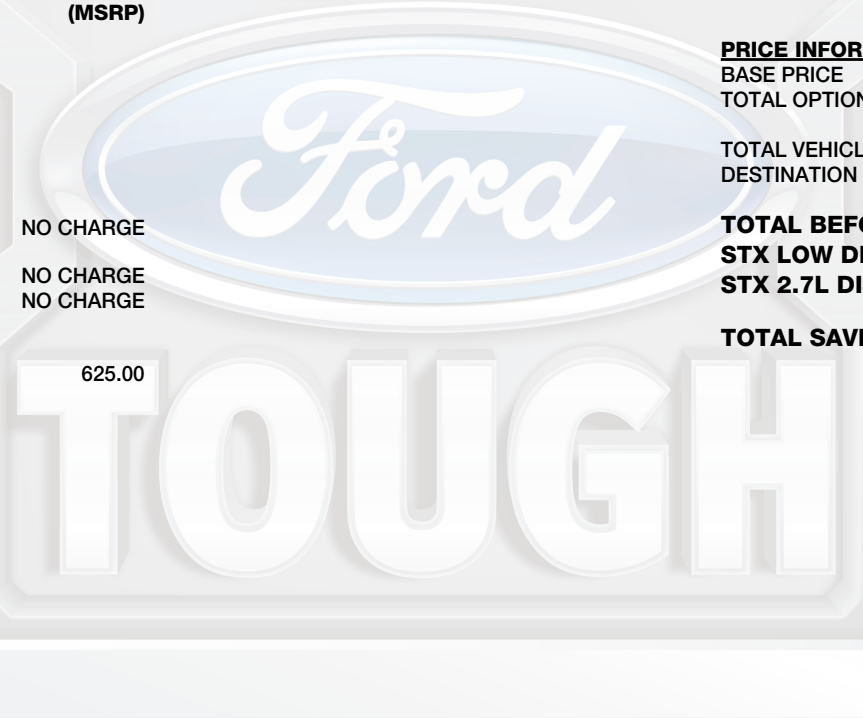 (MSRP)
NO CHARGE
NO CHARGE
NO CHARGE
625.00
PRICE INFOR
BASE PRICE
TOTAL OPTION
TOTAL VEHICL
DESTINATION
TOTAL BEFO
STX LOW DI
STX 2.7L DI
TOTAL SAVI
Ford
TOUGH